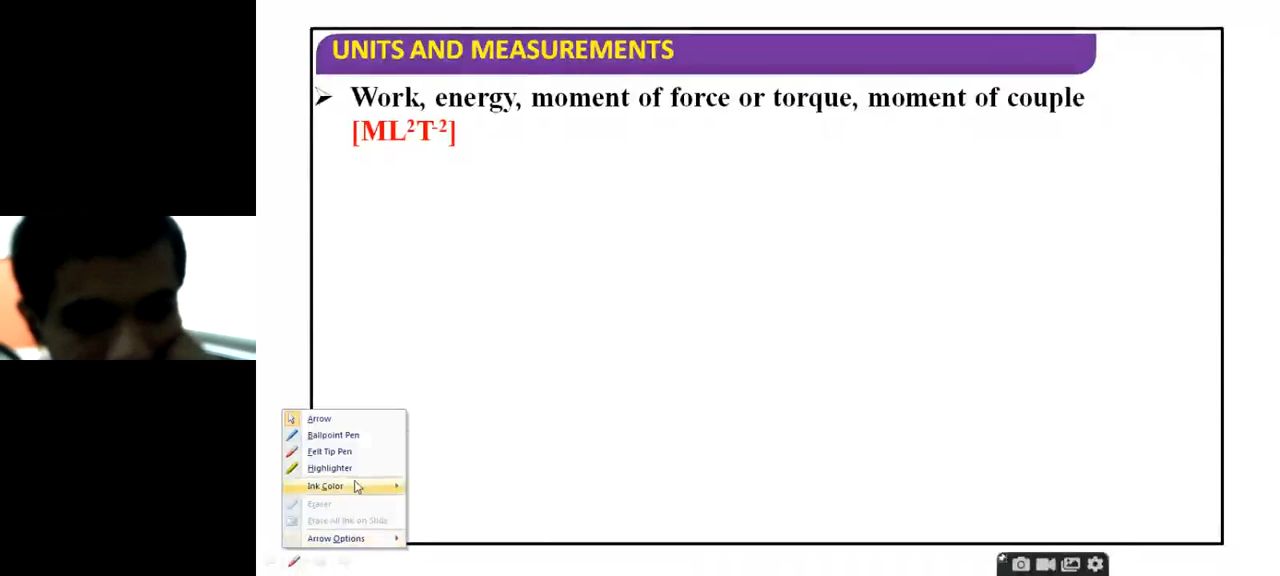 UNITS AND MEASUREMENTS
Work, energy, moment of force or torque, moment of couple
[ML²T⁻²]
Arrow
Ballpoint Pen
Felt Tip Pen
Highlighter
Ink Color
Eraser
Erase All Ink on Slide
Arrow Options